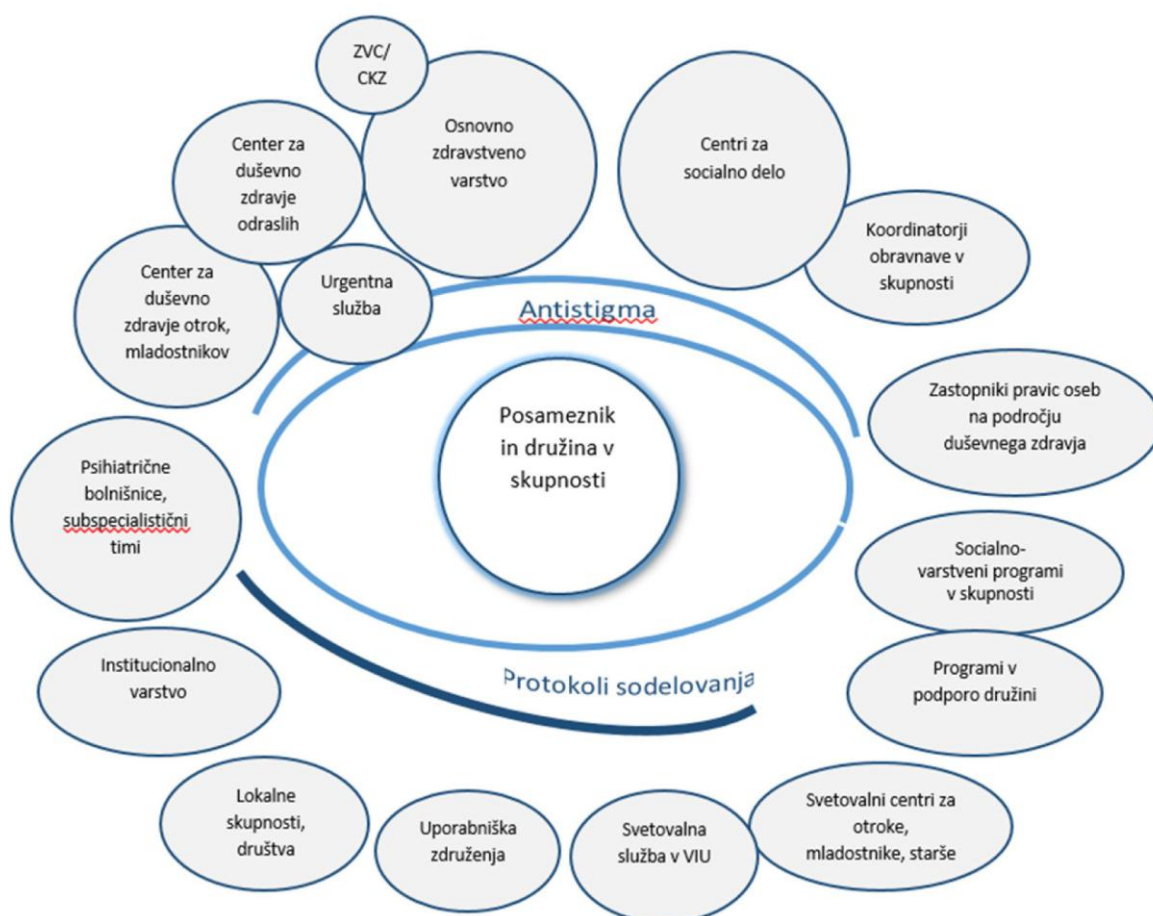 ZVC/
CKZ
Osnovno
zdravstveno
varstvo
Centri za
socialno delo
Koordinatorji
obravnave v
skupnosti
Center za
duševno
zdravje
odraslih
Center za
duševno
zdravje otrok,
mladostnikov
Urgentna
služba
Antistigma
Posameznik
in družina v
skupnosti
Zastopniki pravic oseb
na področju
duševnega zdravja
Psihiatrične
bolnišnice,
subspecialistični
timi
Socialno-
varstveni programi
v skupnosti
Institucionalno
varstvo
Protokoli sodelovanja
Programi v
podporo družini
Lokalne
skupnosti,
društva
Uporabniška
združenja
Svetovalna
služba v VIU
Svetovalni centri za
otroke,
mladostnike, starše